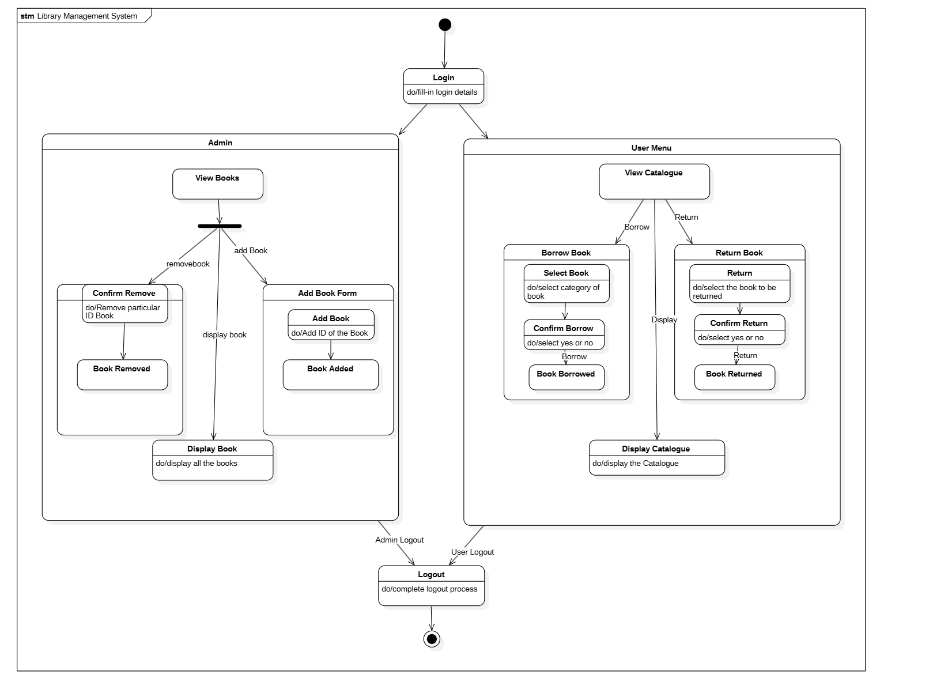 stm Library Management System
Login
do/fill-in login details
Admin
View Books
removebook
add Book
display book
Confirm Remove
do/Remove particular
ID Book
Book Removed
Add Book Form
Add Book
do/Add ID of the Book
Book Added
Display Book
do/display all the books
User Menu
View Catalogue
Borrow
Return
Display
Borrow Book
Select Book
do/select category of
book
Confirm Borrow
do/select yes or no
Borrow
Book Borrowed
Return Book
Return
do/select the book to be
returned
Confirm Return
do/select yes or no
Return
Book Returned
Display Catalogue
do/display the Catalogue
Admin Logout
User Logout
Logout
do/complete logout process